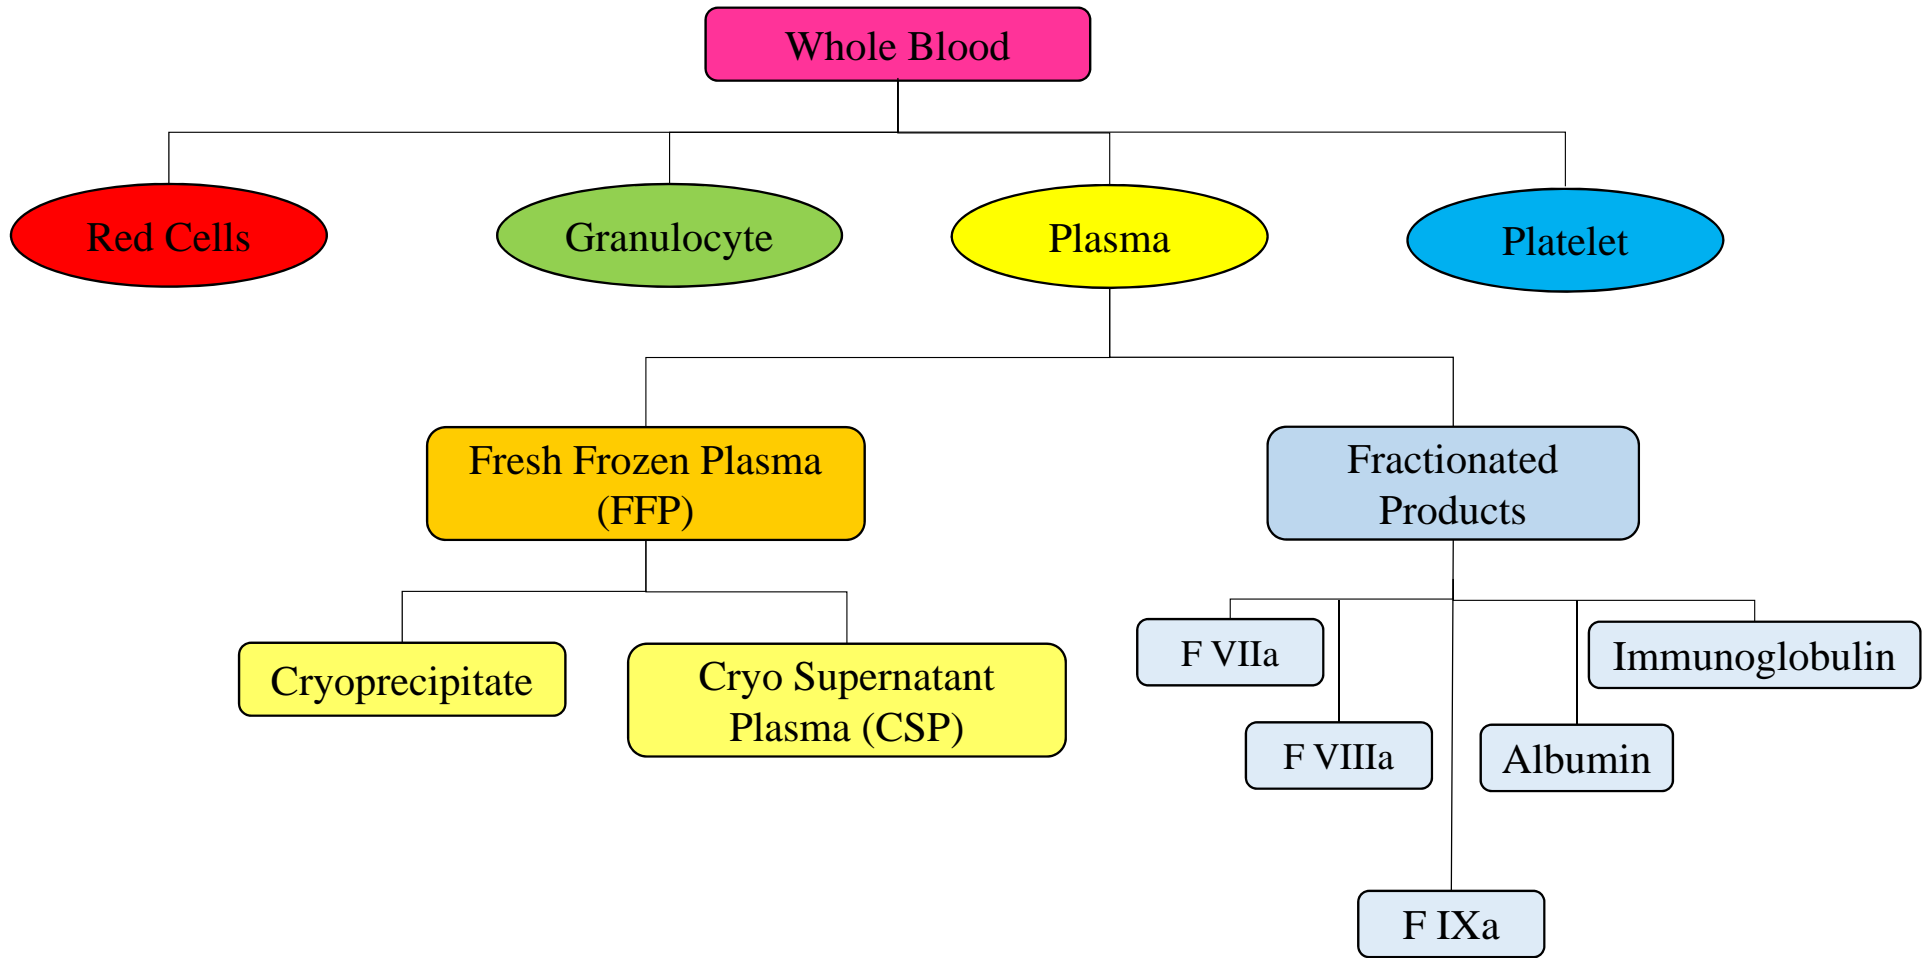 Whole Blood
Red Cells
Granulocyte
Plasma
Platelet
Fresh Frozen Plasma
(FFP)
Fractionated
Products
Cryoprecipitate
Cryo Supernatant
Plasma (CSP)
F VIIa
Immunoglobulin
F VIIIa
Albumin
F IXa